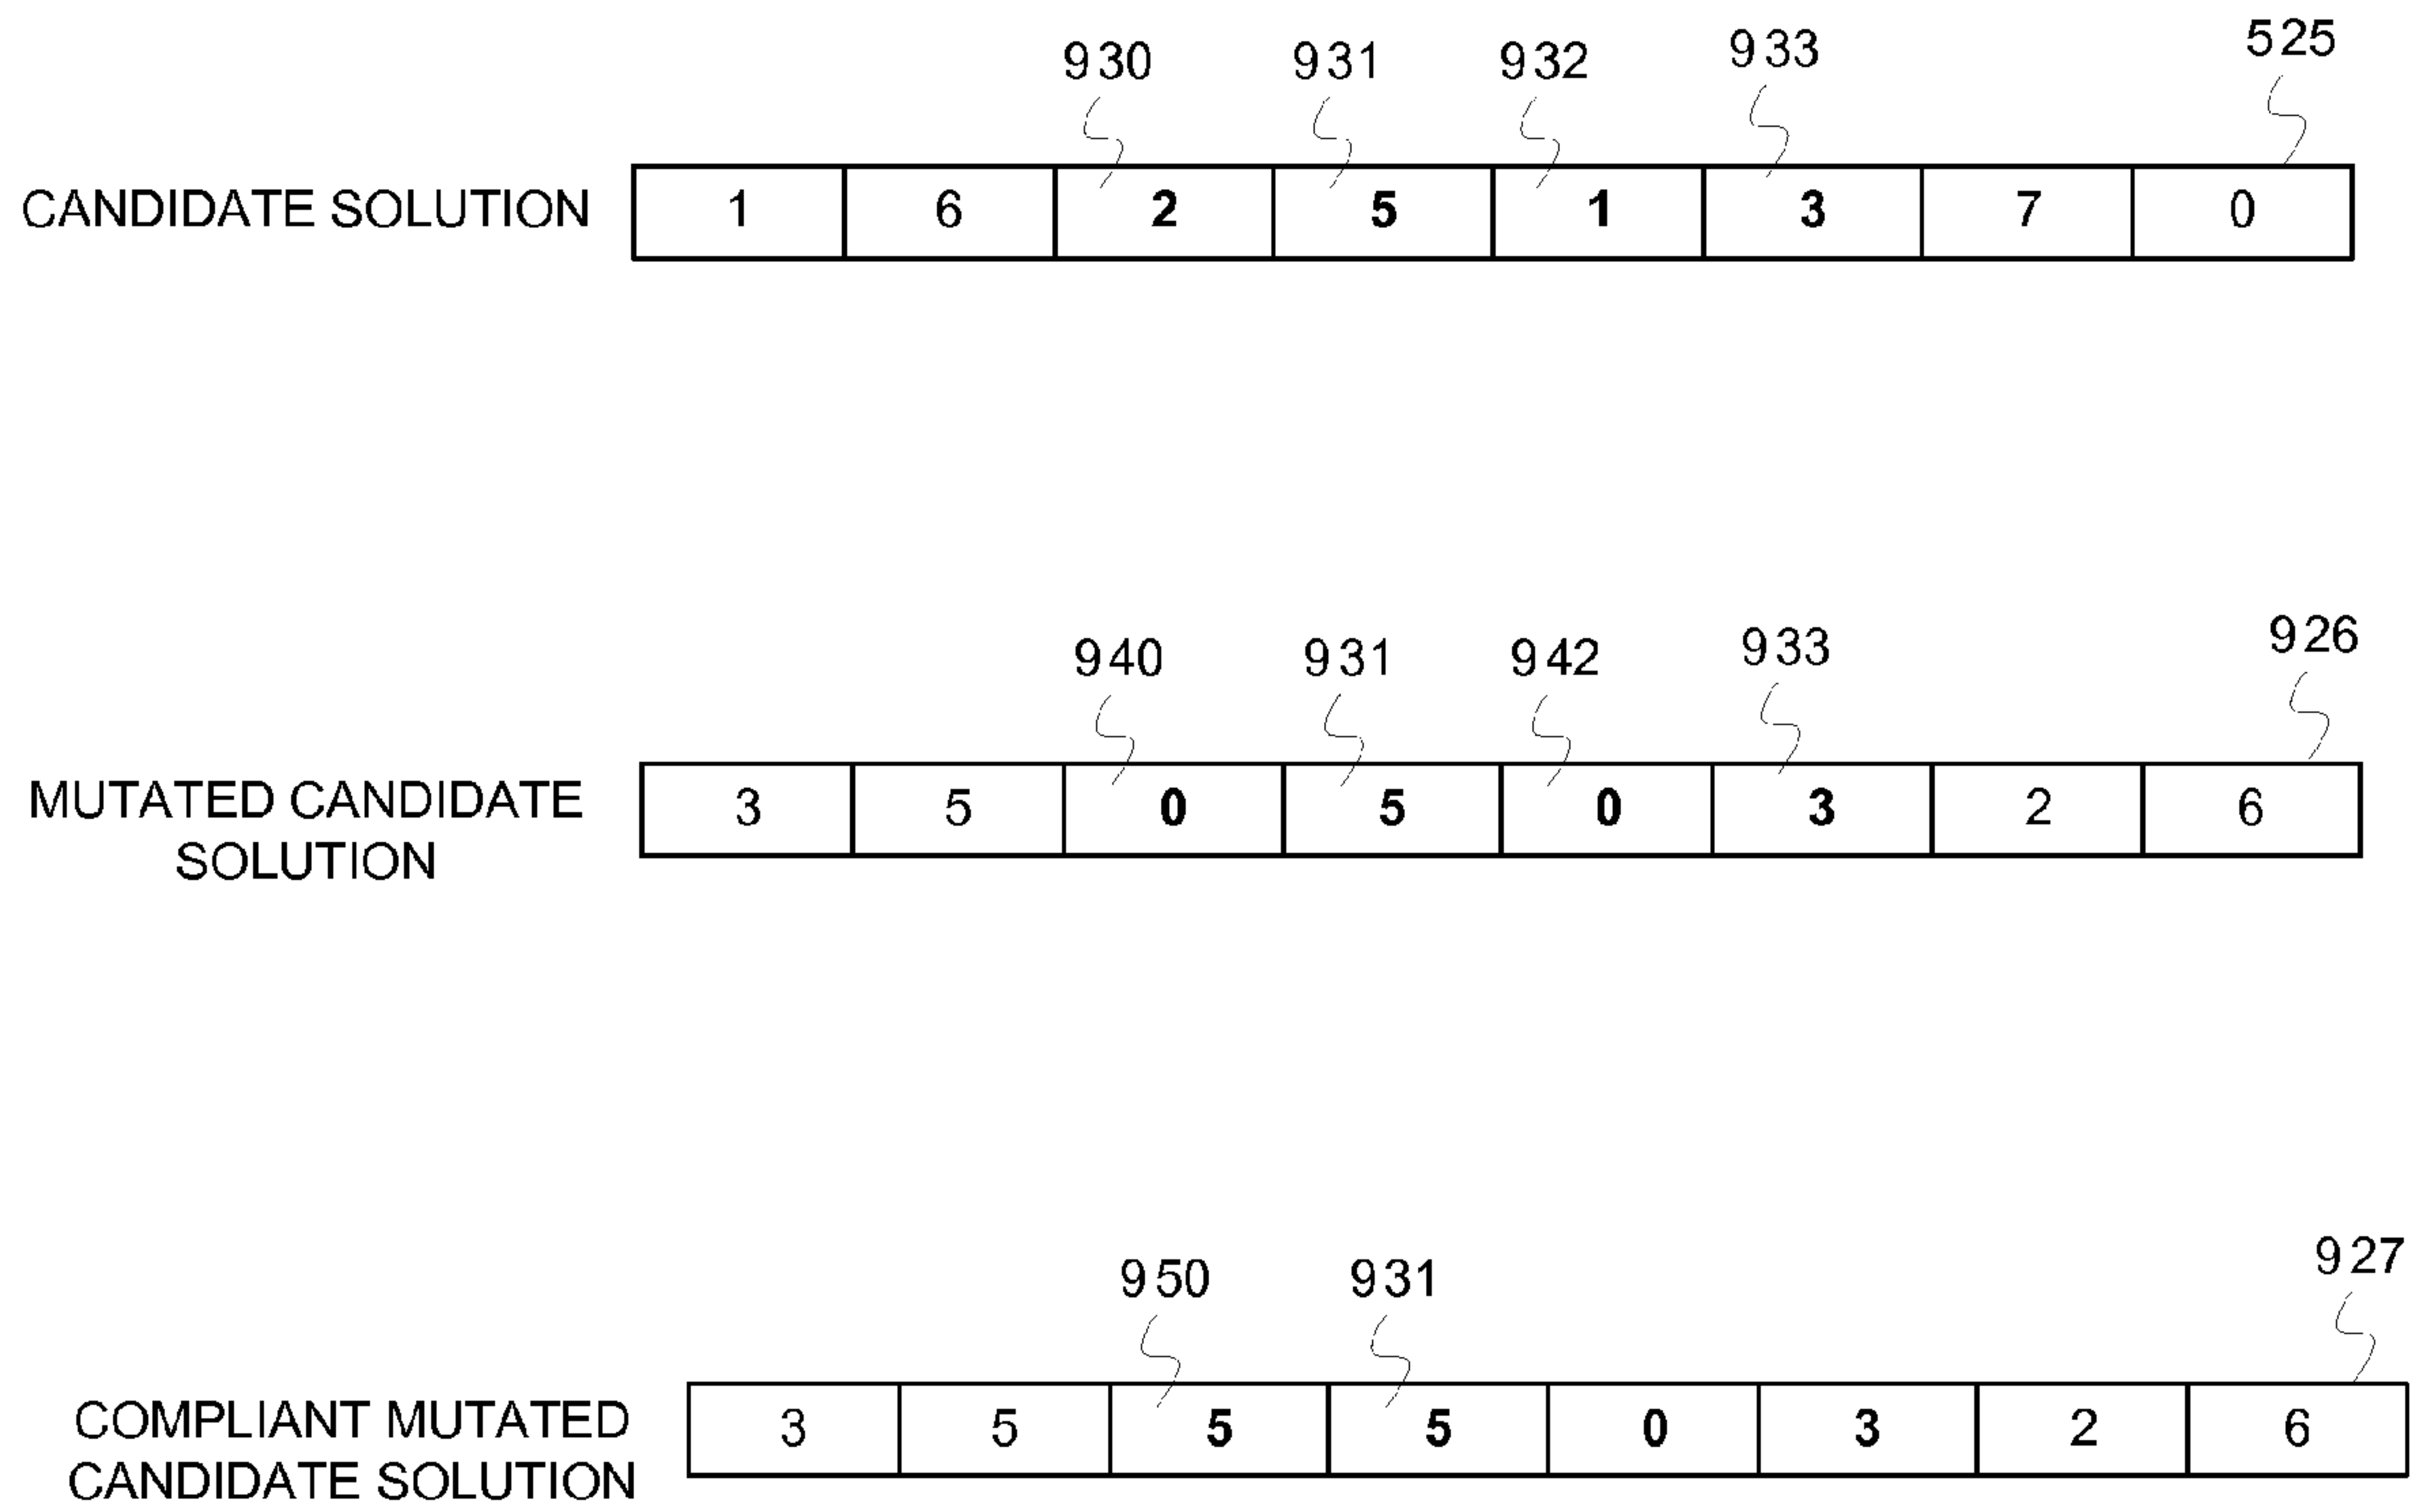 930 931 932 933 525
CANDIDATE SOLUTION 1 6 2 5 1 3 7 0
940 931 942 933 926
MUTATED CANDIDATE
SOLUTION
3 5 0 5 0 3 2 6
950 931 927
COMPLIANT MUTATED
CANDIDATE SOLUTION
3 5 5 5 0 3 2 6